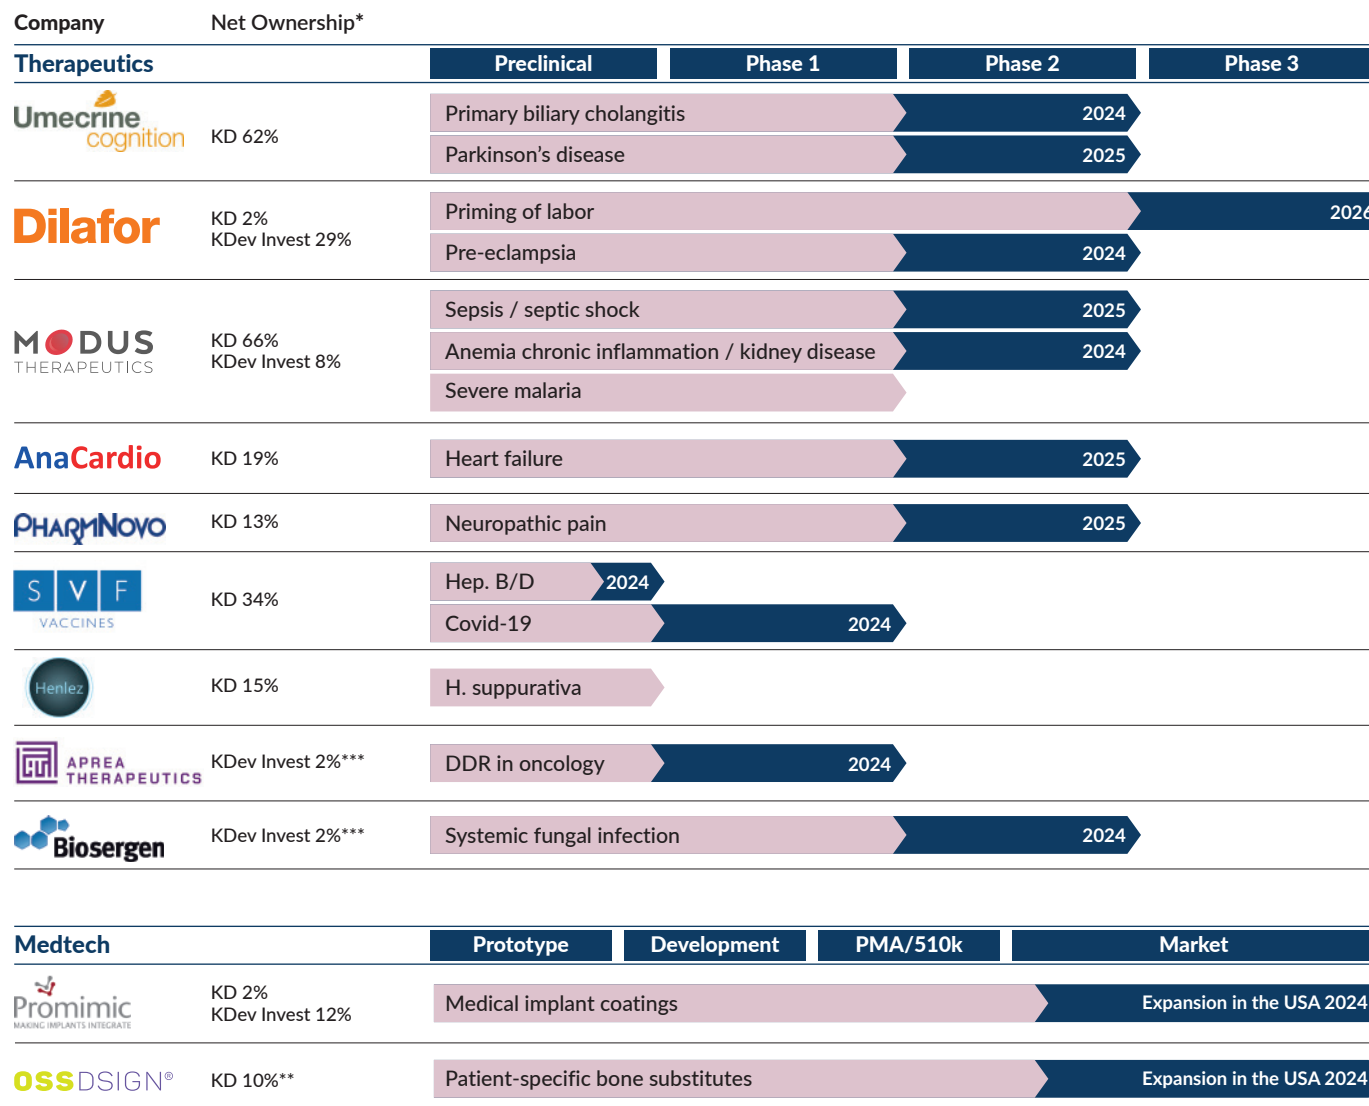 Company Net Ownership*
Therapeutics Preclinical Phase 1 Phase 2 Phase 3
Umecrine
cognition
KD 62%
Primary biliary cholangitis 2024
Parkinson’s disease 2025
Dilafor
KD 2%
KDev Invest 29%
Priming of labor 2026
Pre-eclampsia 2024
MODUS
THERAPEUTICS
KD 66%
KDev Invest 8%
Sepsis / septic shock 2025
Anemia chronic inflammation / kidney disease 2024
Severe malaria
AnaCardio KD 19% Heart failure 2025
PHARMNOVO KD 13% Neuropathic pain 2025
S V F
VACCINES
KD 34%
Hep. B/D 2024
Covid-19 2024
Henlez KD 15% H. suppurativa
APREA
THERAPEUTICS
KDev Invest 2%*** DDR in oncology 2024
Biosergen KDev Invest 2%*** Systemic fungal infection 2024
Medtech Prototype Development PMA/510k Market
Promimic
MAKING IMPLANTS INTEGRATE
KD 2%
KDev Invest 12%
Medical implant coatings Expansion in the USA 2024
OSSDSIGN® KD 10%** Patient-specific bone substitutes Expansion in the USA 2024